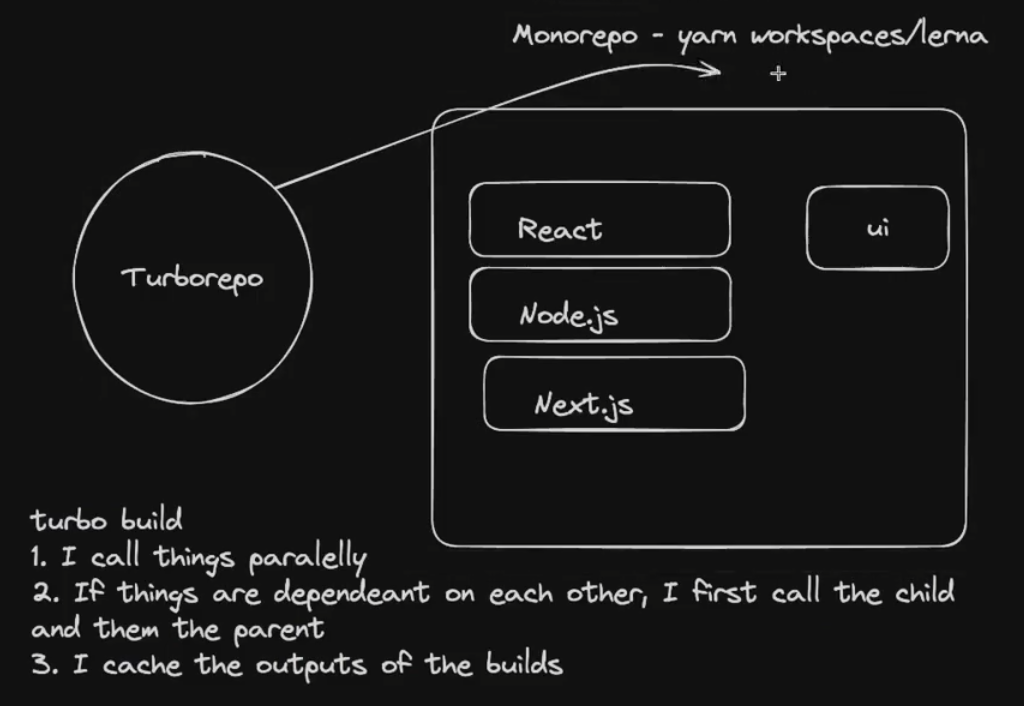 Monorepo - yarn workspaces/lerna
React
ui
Turborepo
Node.js
Next.js
turbo build
1. I call things paralelly
2. If things are dependeant on each other, I first call the child
and them the parent
3. I cache the outputs of the builds